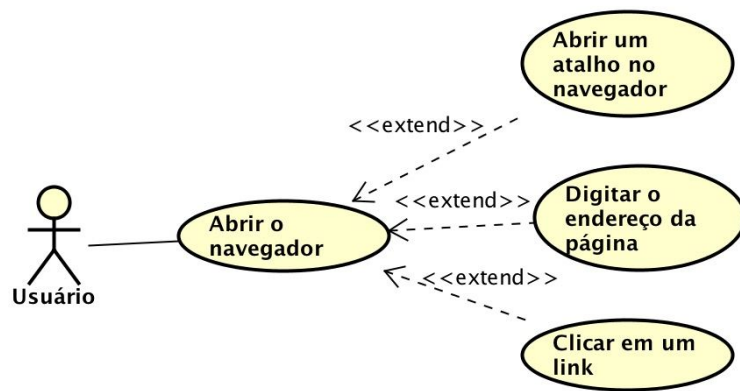 Abrir um
atalho no
navegador
<<extend>>
<<extend>>
Digitar o
endereço da
página
Abrir o
navegador
<<extend>>
Usuário
Clicar em um
link